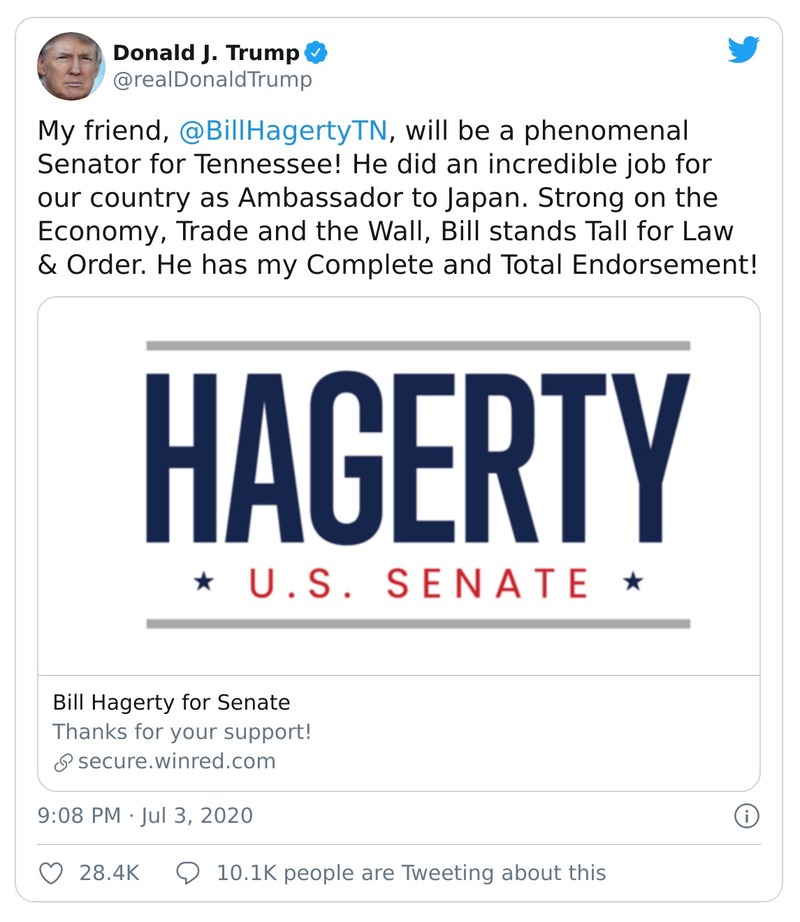 Donald J. Trump
@realDonaldTrump
My friend, @BillHagertyTN, will be a phenomenal
Senator for Tennessee! He did an incredible job for
our country as Ambassador to Japan. Strong on the
Economy, Trade and the Wall, Bill stands Tall for Law
& Order. He has my Complete and Total Endorsement!
HAGERTY
★ U.S. SENATE ★
Bill Hagerty for Senate
Thanks for your support!
secure.winred.com
9:08 PM · Jul 3, 2020
28.4K 10.1K people are Tweeting about this